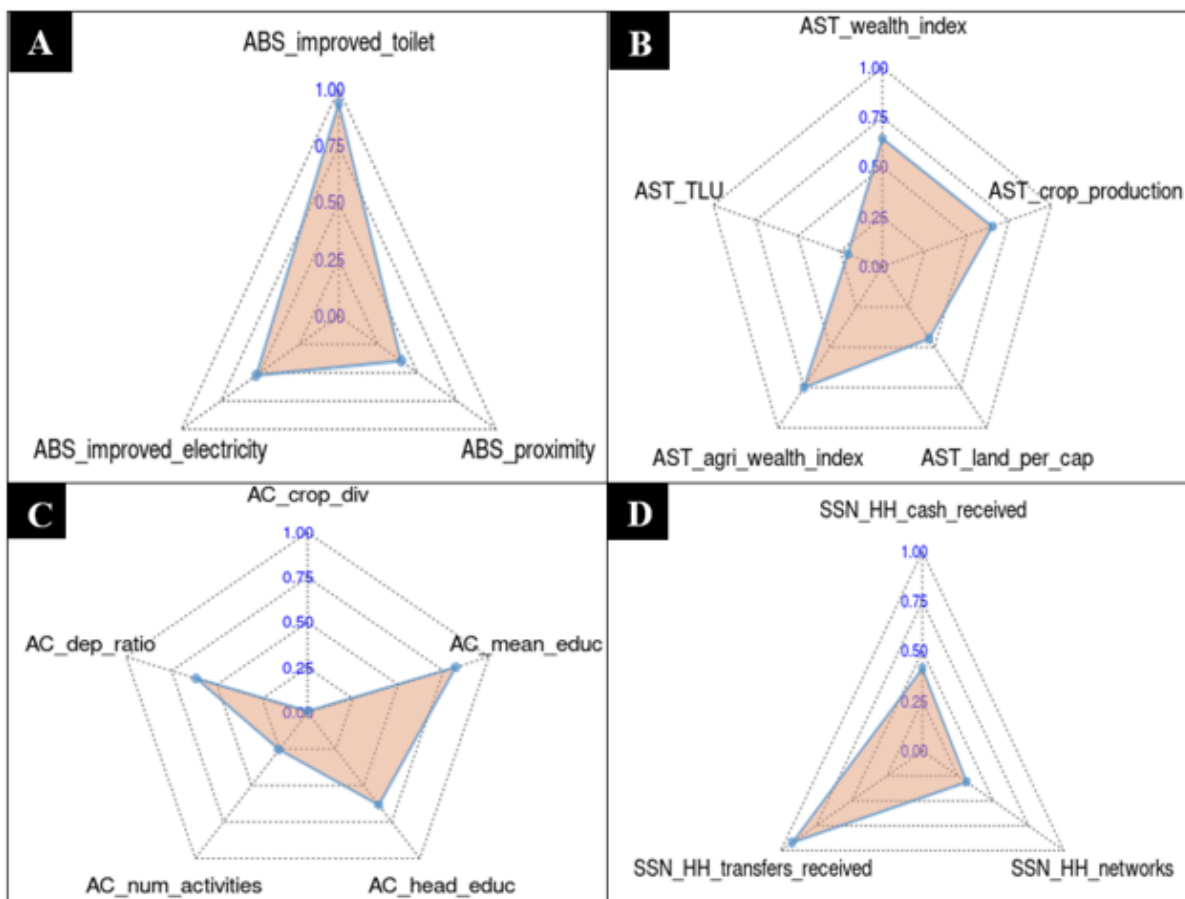 A
ABS_improved_toilet
1.00
0.75
0.50
0.25
0.00
ABS_improved_electricity
ABS_proximity
B
AST_wealth_index
1.00
0.75
0.50
0.25
0.00
AST_TLU
AST_crop_production
AST_agri_wealth_index
AST_land_per_cap
C
AC_crop_div
1.00
0.75
0.50
0.25
0.00
AC_dep_ratio
AC_mean_educ
AC_num_activities
AC_head_educ
D
SSN_HH_cash_received
1.00
0.75
0.50
0.25
0.00
SSN_HH_transfers_received
SSN_HH_networks